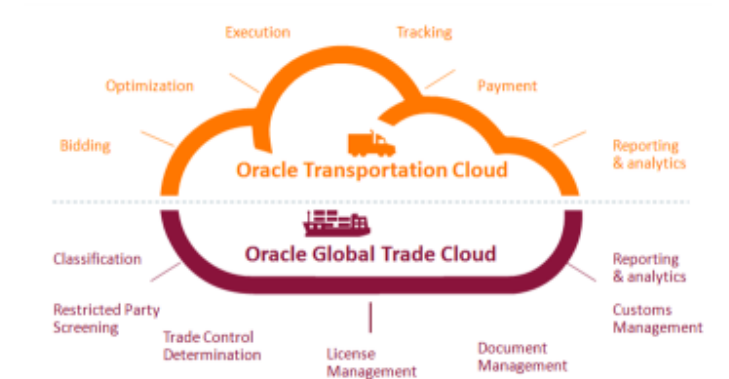 Execution
Tracking
Optimization
Payment
Bidding
Reporting
& analytics
Oracle Transportation Cloud
Oracle Global Trade Cloud
Classification
Reporting
& analytics
Restricted Party
Screening
Customs
Management
Trade Control
Determination
License
Management
Document
Management